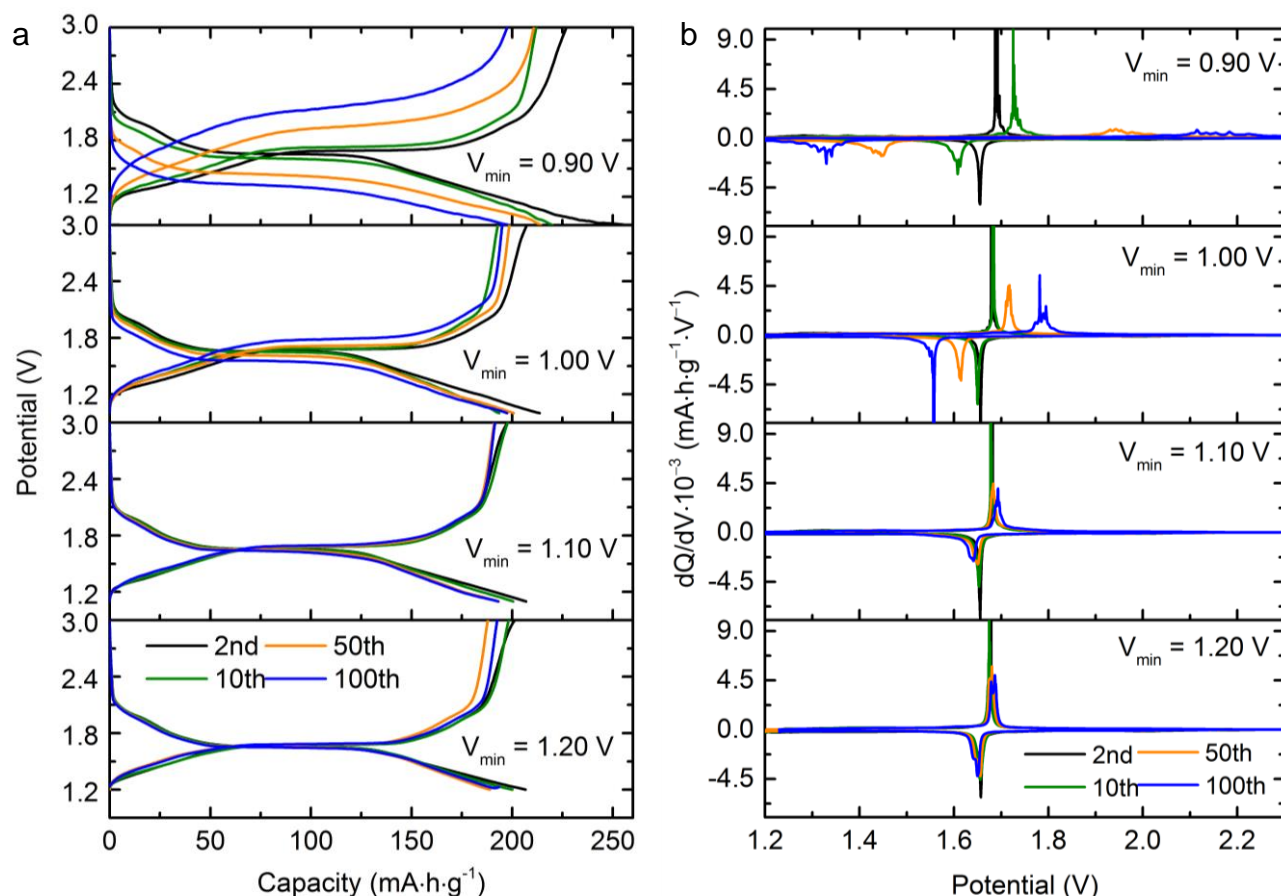 a
3.0
2.4
1.8
1.2
V_min = 0.90 V
3.0
2.4
1.8
1.2
V_min = 1.00 V
3.0
2.4
1.8
1.2
V_min = 1.10 V
3.0
2.4
1.8
1.2
2nd 50th
10th 100th
V_min = 1.20 V
0 50 100 150 200 250
Capacity (mA·h·g⁻¹)
Potential (V)
b
9.0
4.5
0.0
-4.5
V_min = 0.90 V
9.0
4.5
0.0
-4.5
V_min = 1.00 V
9.0
4.5
0.0
-4.5
V_min = 1.10 V
9.0
4.5
0.0
-4.5
V_min = 1.20 V
2nd 50th
10th 100th
1.2 1.4 1.6 1.8 2.0 2.2
Potential (V)
dQ/dV·10⁻³ (mA·h·g⁻¹·V⁻¹)